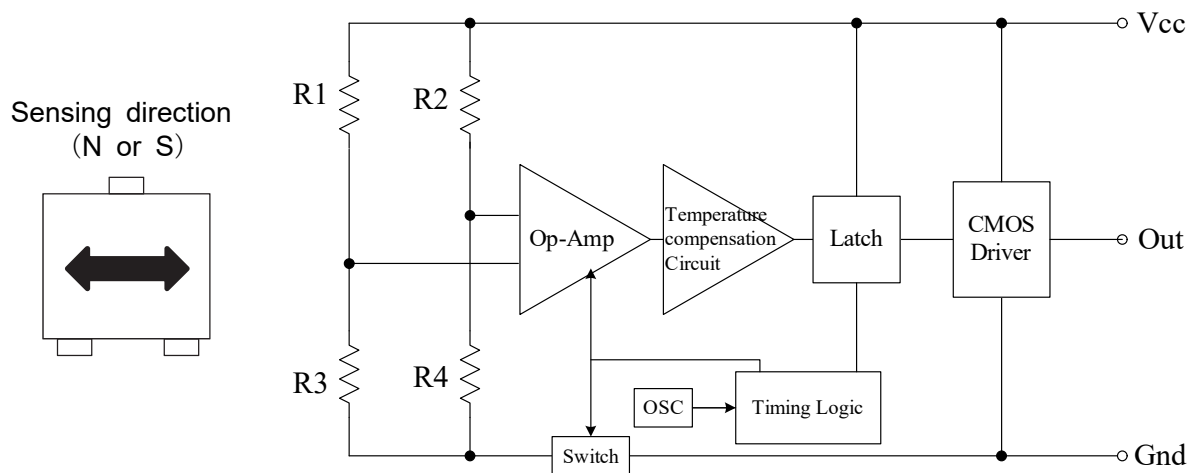 Sensing direction
(N or S)
Vcc
R1
R2
Op-Amp
Temperature
compensation
Circuit
Latch
CMOS
Driver
Out
R3
R4
OSC
Timing Logic
Switch
Gnd